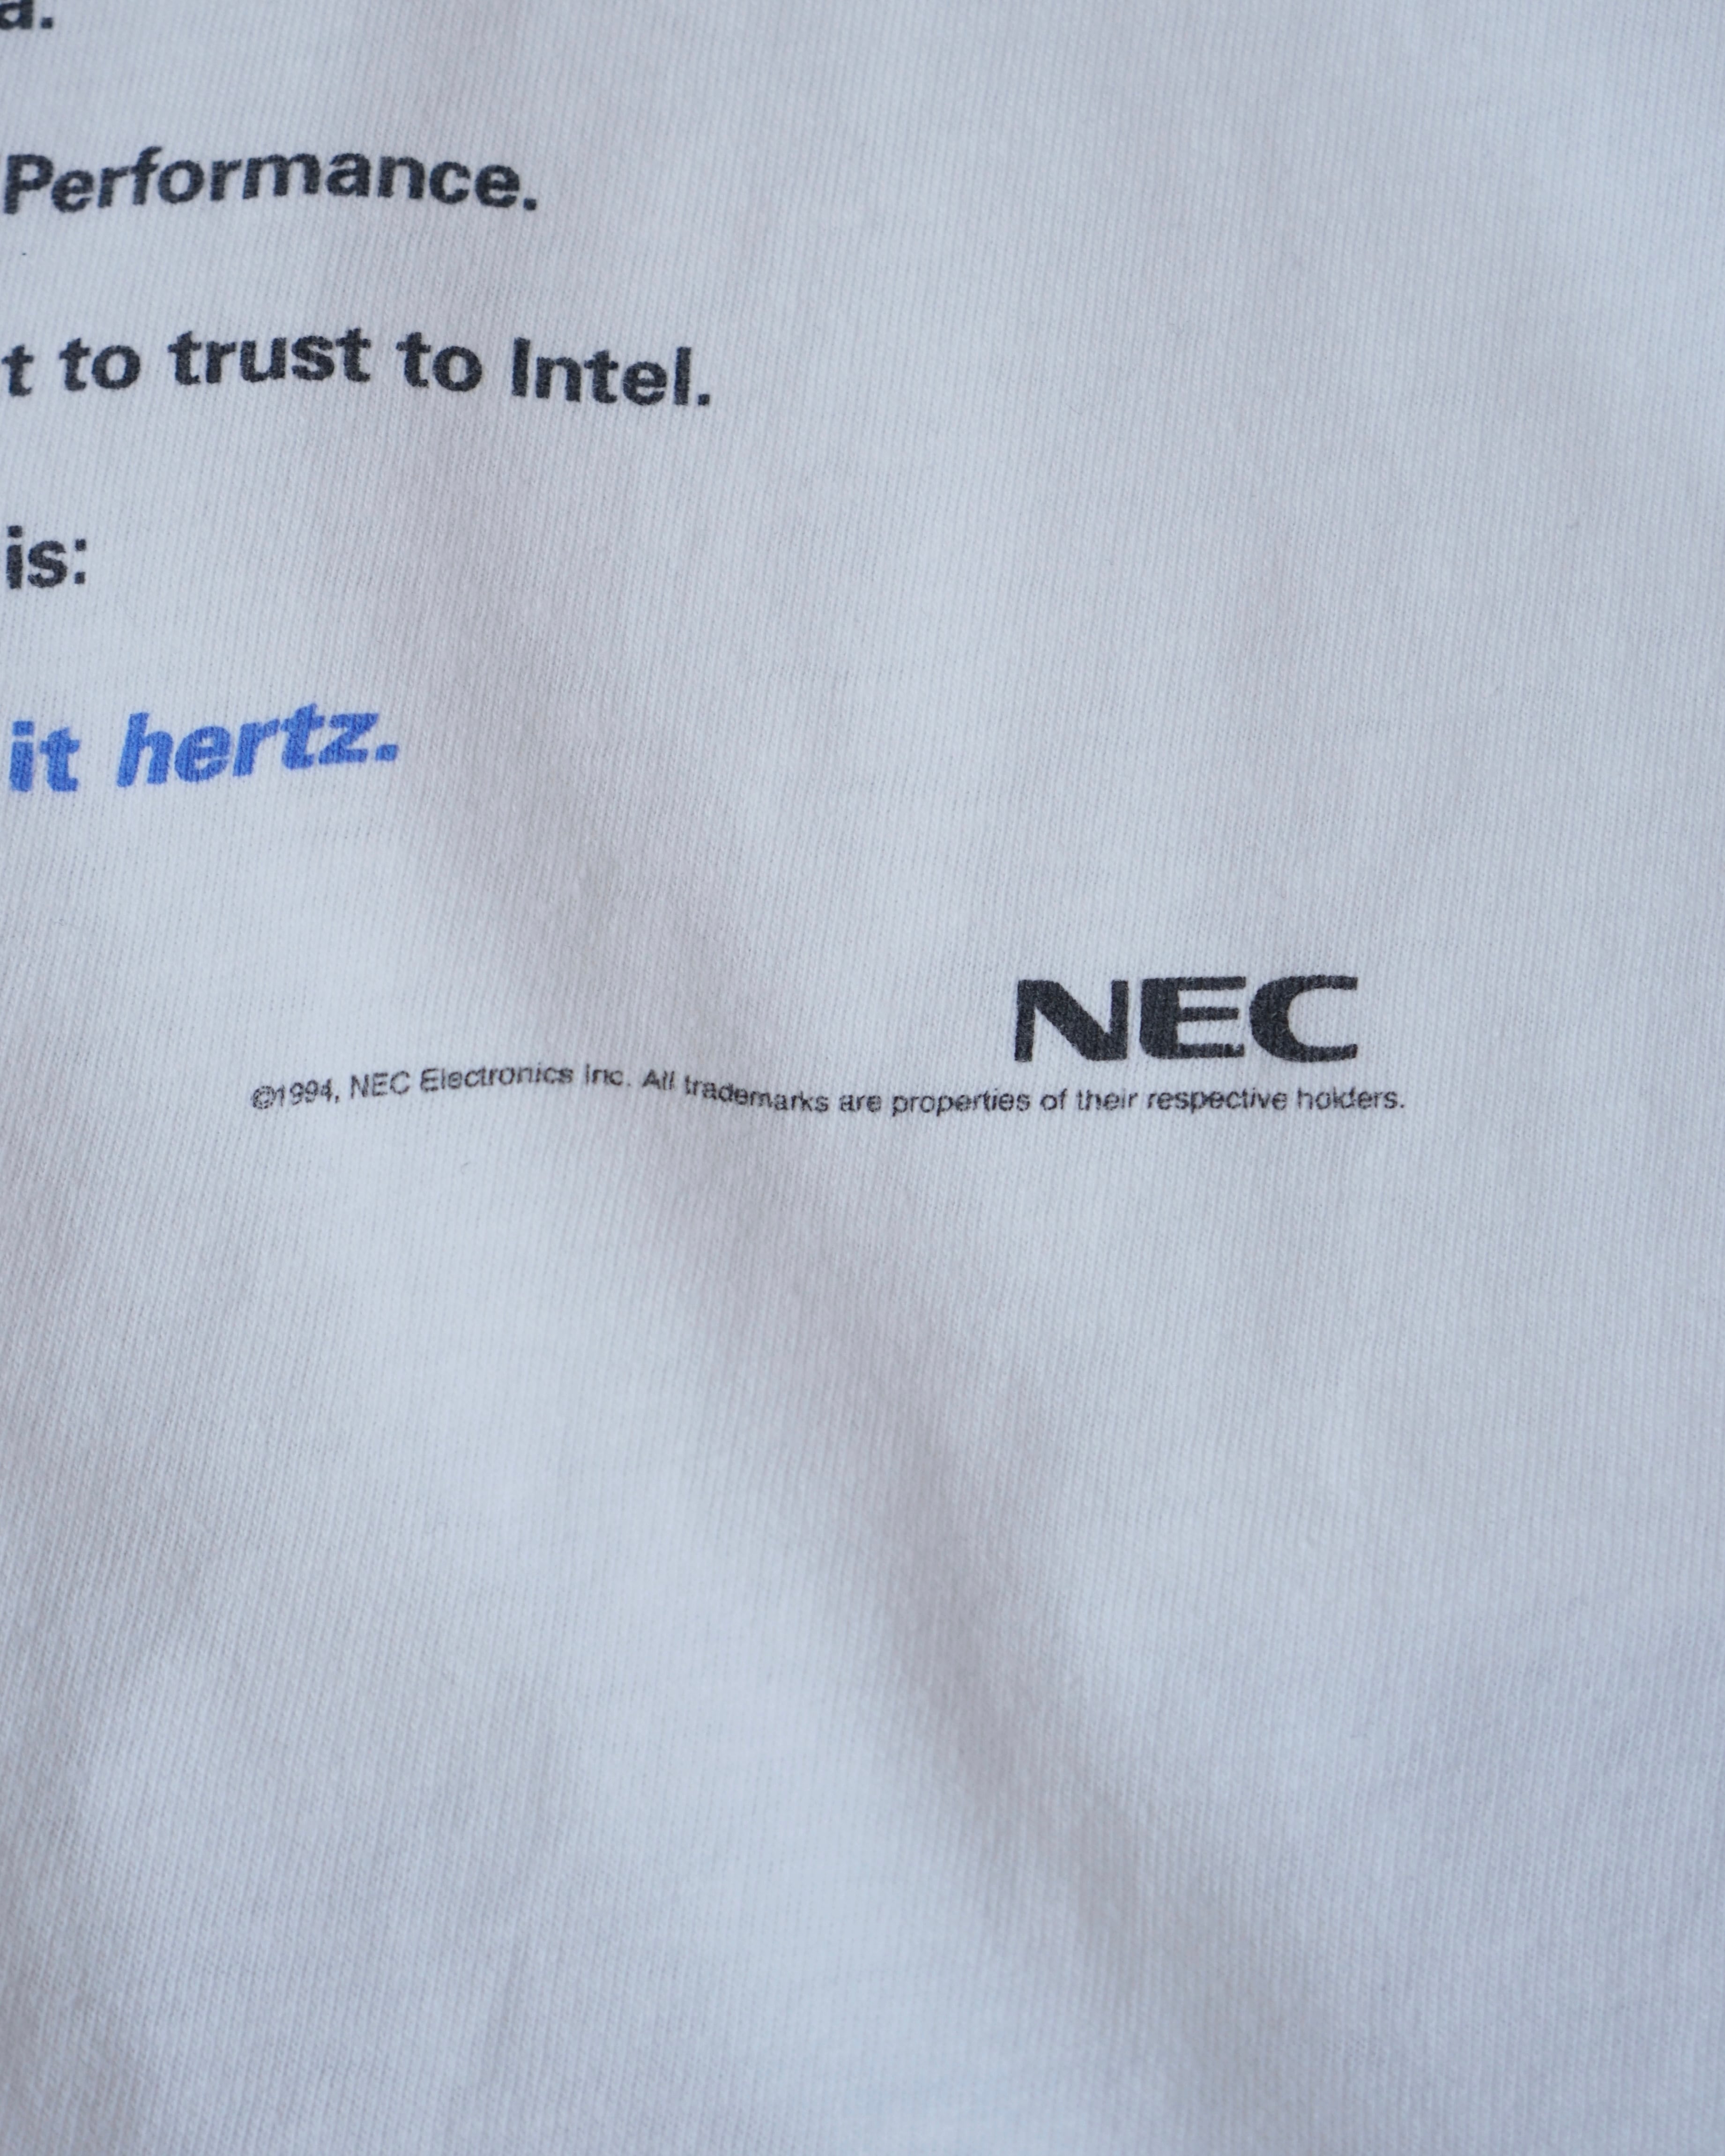 a.
Performance.
t to trust to Intel.
is:
it hertz.
NEC
©1994, NEC Electronics Inc. All trademarks are properties of their respective holders.